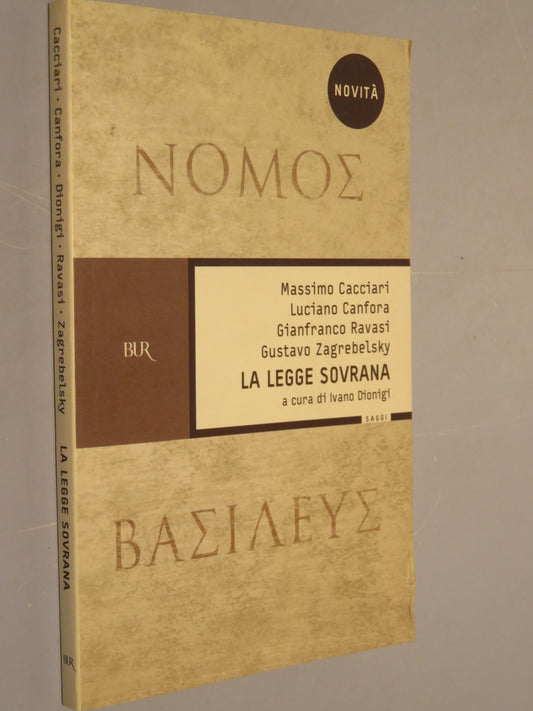 Cacciari · Canfora · Dionigi · Ravasi · Zagrebelsky LA LEGGE SOVRANA
BUR
NOVITÀ
ΝΟΜΟΣ
BUR
Massimo Cacciari
Luciano Canfora
Gianfranco Ravasi
Gustavo Zagrebelsky
LA LEGGE SOVRANA
a cura di Ivano Dionigi
SAGGI
ΒΑΣΙΛΕΥΣ